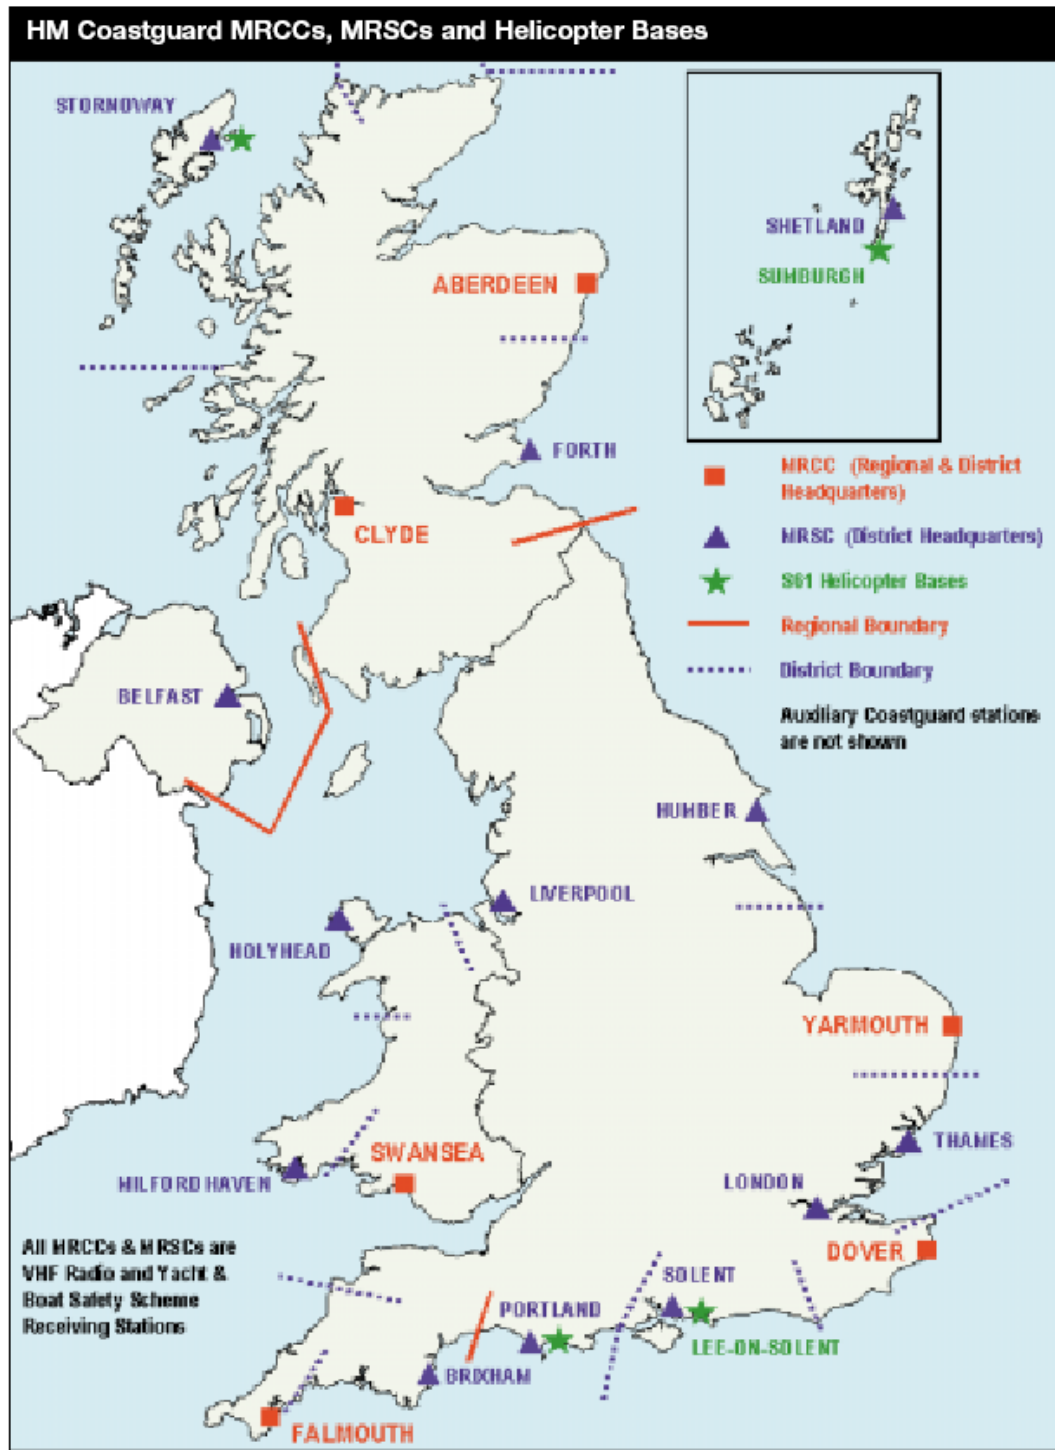 HM Coastguard MRCCs, MRSCs and Helicopter Bases
STORNOWAY
SHETLAND
SUMBURGH
ABERDEEN
FORTH
CLYDE
MRCC (Regional & District
Headquarters)
MRSC (District Headquarters)
S61 Helicopter Bases
Regional Boundary
District Boundary
Auxiliary Coastguard stations
are not shown
BELFAST
HUMBER
LIVERPOOL
HOLYHEAD
YARMOUTH
THAMES
SWANSEA
MILFORD HAVEN
LONDON
DOVER
All MRCCs & MRSCs are
VHF Radio and Yacht &
Boat Safety Scheme
Receiving Stations
SOLENT
PORTLAND
LEE-ON-SOLENT
BRIXHAM
FALMOUTH